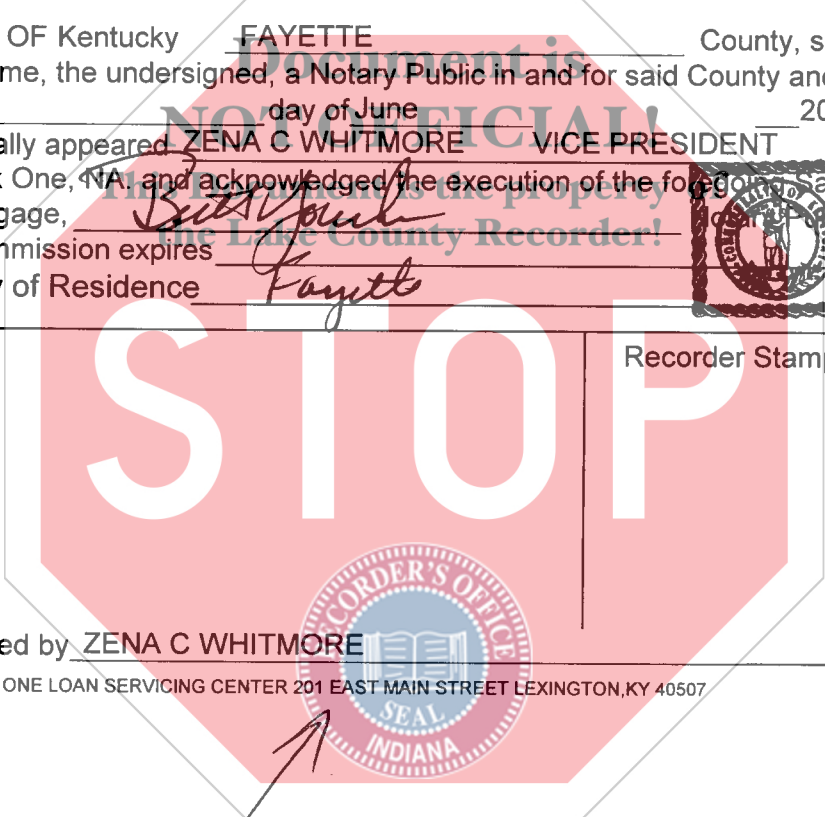 OF Kentucky FAYETTE County, s
Document is
me, the undersigned, a Notary Public in and for said County and
day of June 20
NOT OFFICIAL!
ally appeared ZENA C WHITMORE VICE PRESIDENT
One, NA, and acknowledged the execution of the foregoing Sa
This Document is the property of
gage,
the Lake County Recorder!
mmission expires
of Residence Fayette
STOP
Recorder Stamp
RECORDER'S OFFICE
ed by ZENA C WHITMORE
ONE LOAN SERVICING CENTER 201 EAST MAIN STREET LEXINGTON,KY 40507
SEAL
INDIANA